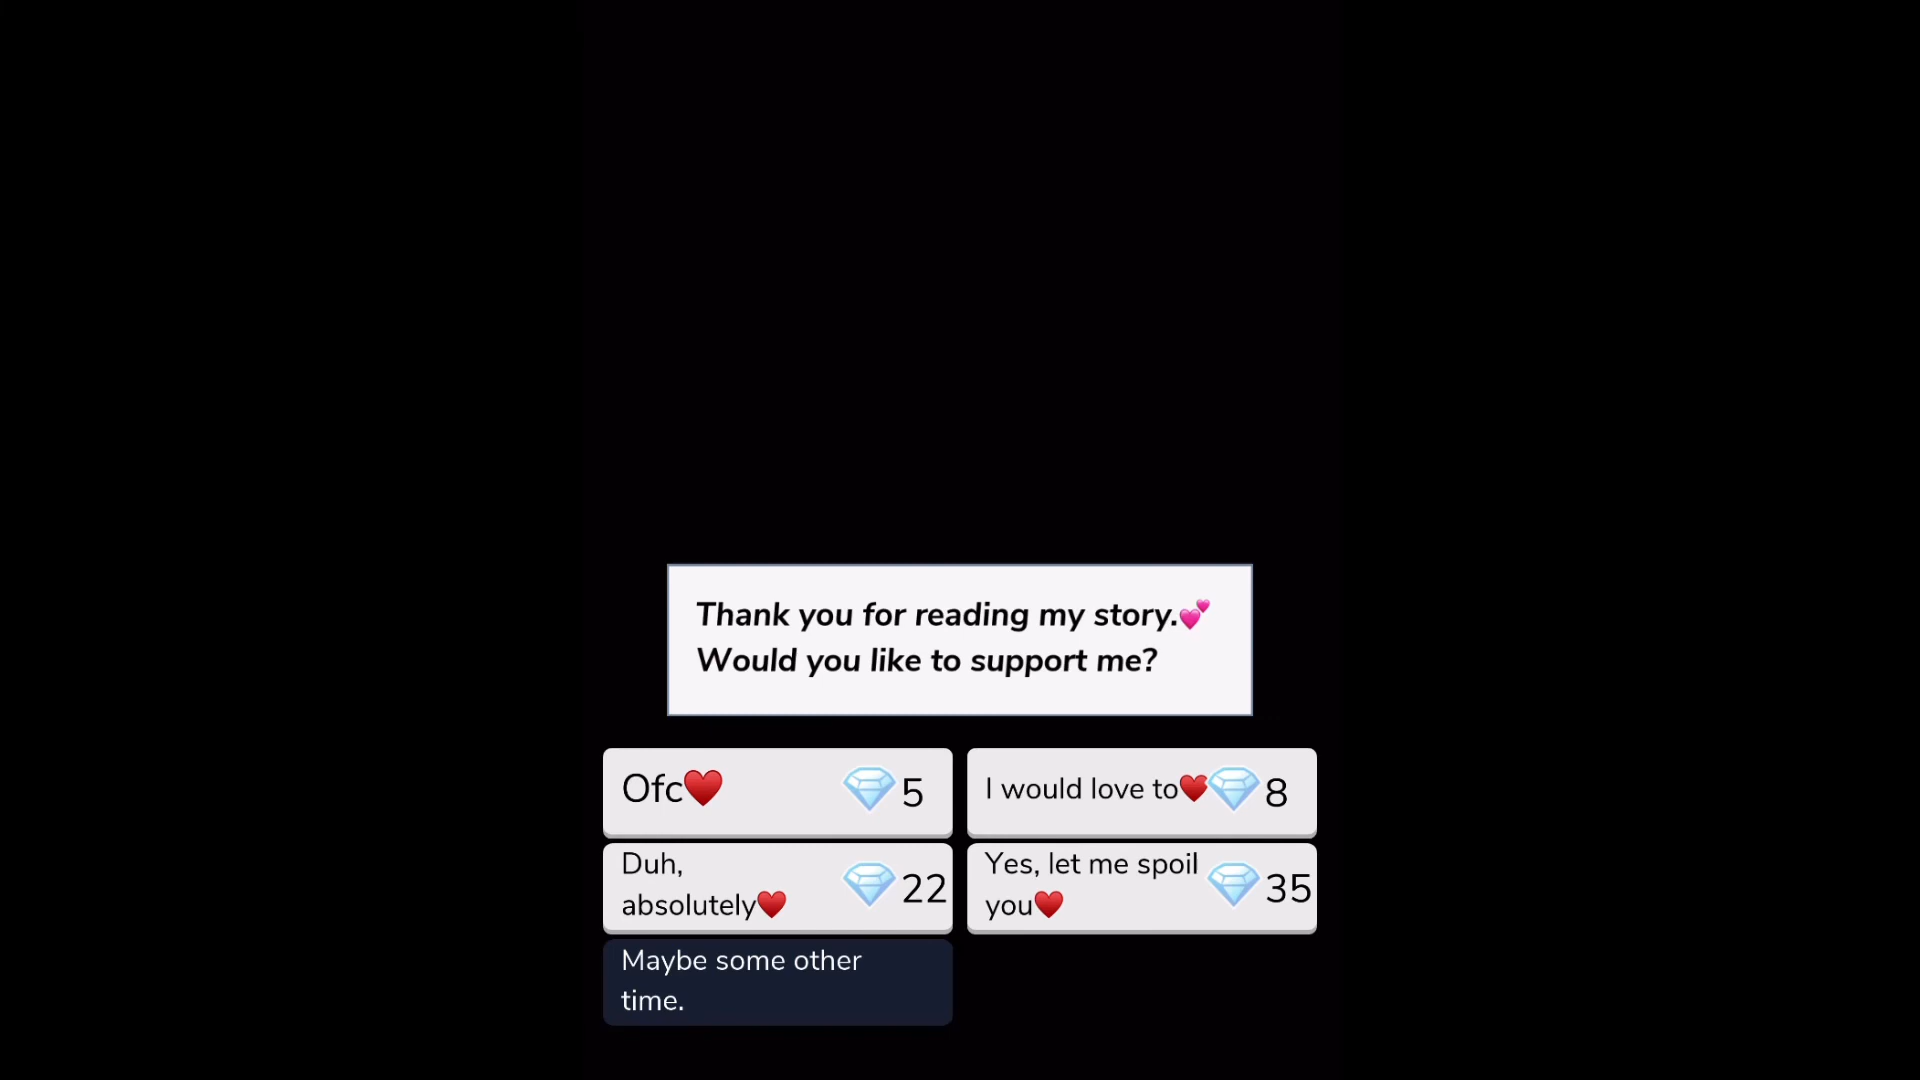 Thank you for reading my story.💕
Would you like to support me?
Ofc❤️ 💎 5
I would love to❤️ 💎 8
Duh,
absolutely❤️ 💎 22
Yes, let me spoil
you❤️ 💎 35
Maybe some other
time.